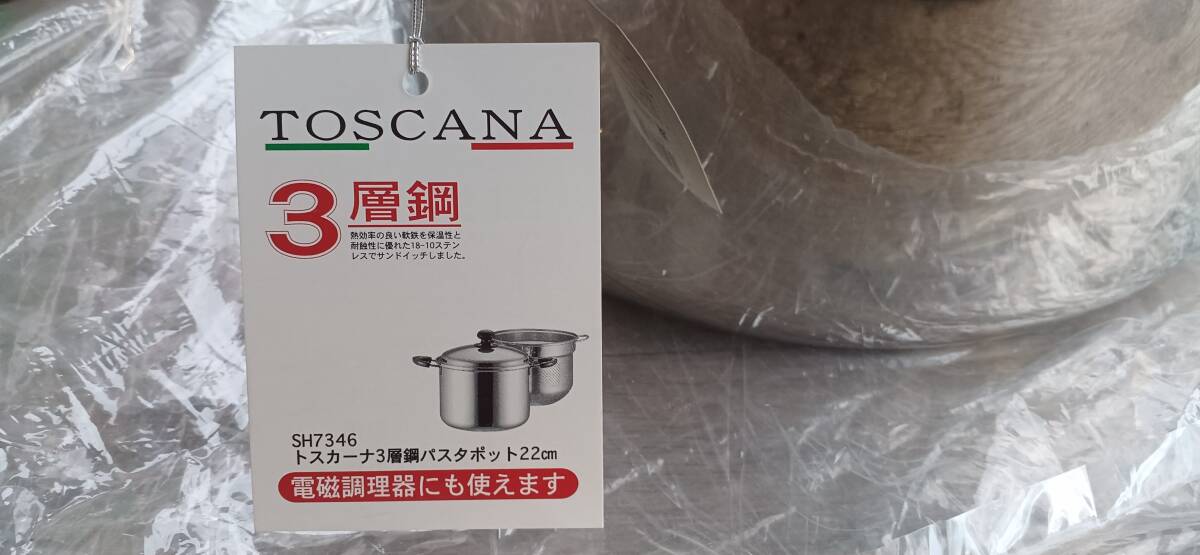 TOSCANA
3層鋼
熱効率の良い軟鉄を保温性と
耐蝕性に優れた18-10ステン
レスでサンドイッチしました。
SH7346
トスカーナ3層鋼パスタポット22cm
電磁調理器にも使えます